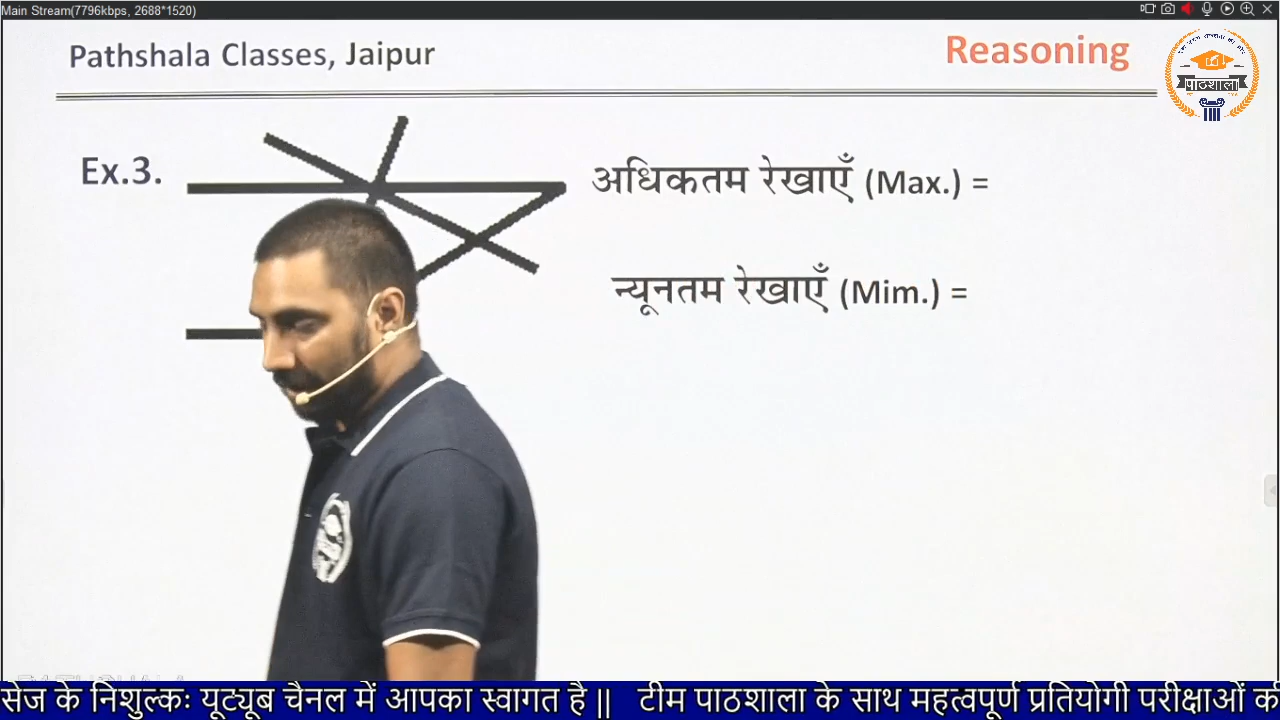 Main Stream(7796kbps, 2688*1520)
Pathshala Classes, Jaipur
Reasoning
पाठशाला
Ex.3.
अधिकतम रेखाएँ (Max.) =
न्यूनतम रेखाएँ (Mim.) =
सेज के निशुल्कः यूट्यूब चैनल में आपका स्वागत है || टीम पाठशाला के साथ महत्वपूर्ण प्रतियोगी परीक्षाओं की